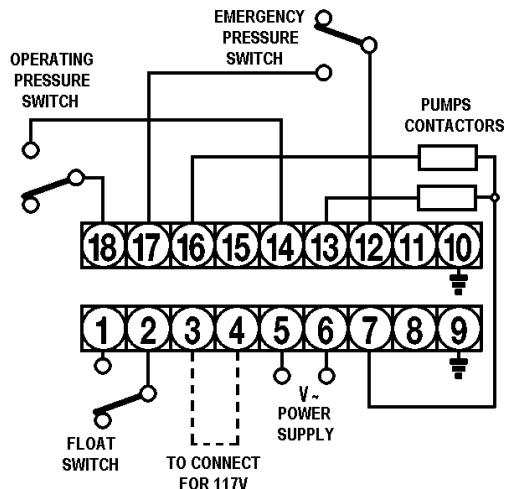 EMERGENCY
PRESSURE
SWITCH
OPERATING
PRESSURE
SWITCH
PUMPS
CONTACTORS
18 17 16 15 14 13 12 11 10
1 2 3 4 5 6 7 8 9
V ~
POWER
SUPPLY
FLOAT
SWITCH
TO CONNECT
FOR 117V